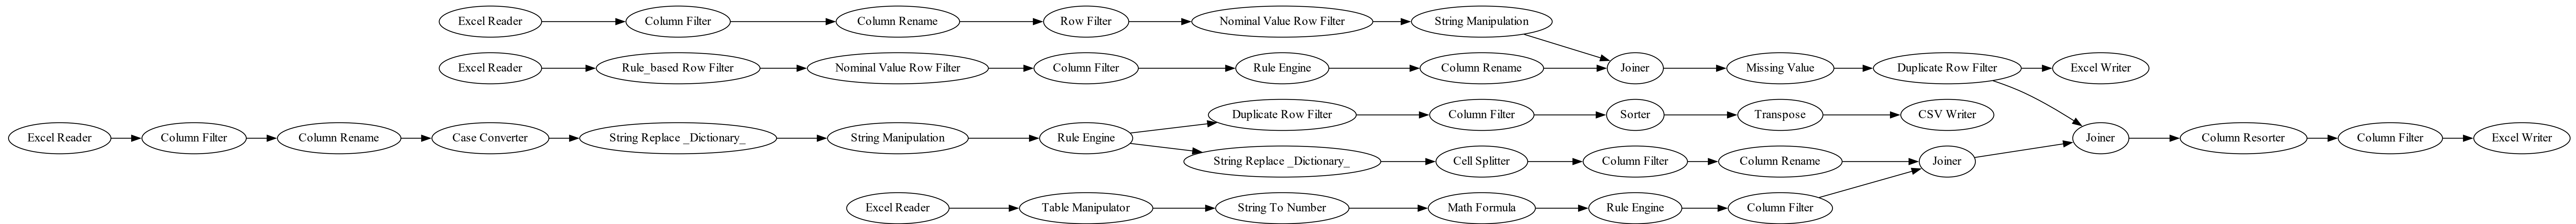 Excel Reader
Column Filter
Column Rename
Row Filter
Nominal Value Row Filter
String Manipulation
Excel Reader
Rule_based Row Filter
Nominal Value Row Filter
Column Filter
Rule Engine
Column Rename
Joiner
Missing Value
Duplicate Row Filter
Excel Writer
Duplicate Row Filter
Column Filter
Sorter
Transpose
CSV Writer
Excel Reader
Column Filter
Column Rename
Case Converter
String Replace _Dictionary_
String Manipulation
Rule Engine
Joiner
Column Resorter
Column Filter
Excel Writer
String Replace _Dictionary_
Cell Splitter
Column Filter
Column Rename
Joiner
Excel Reader
Table Manipulator
String To Number
Math Formula
Rule Engine
Column Filter